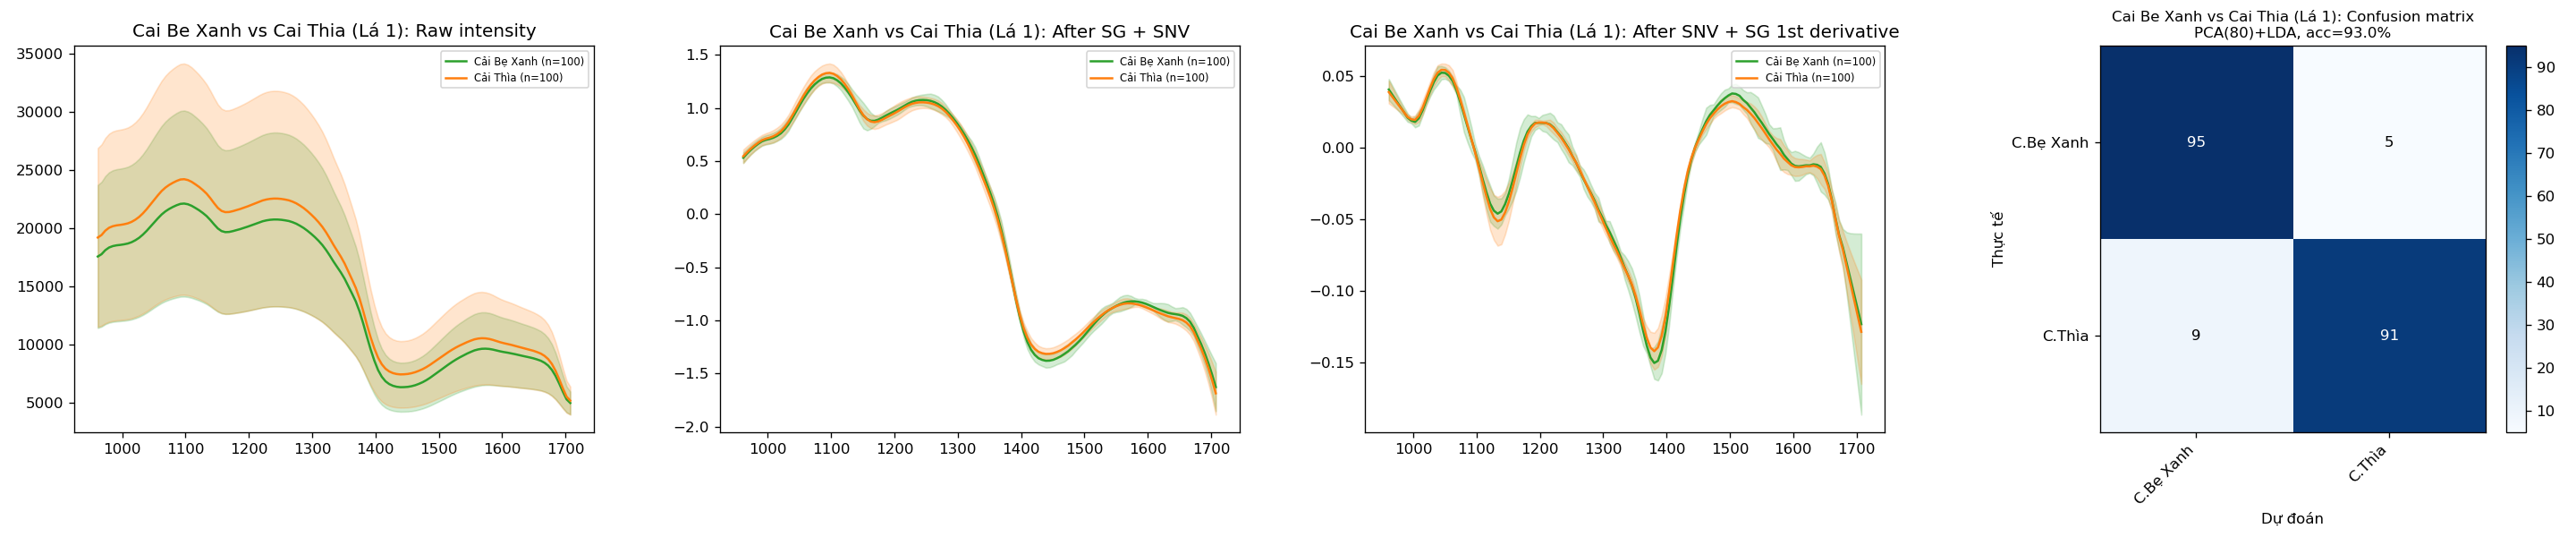 Cai Be Xanh vs Cai Thia (Lá 1): Raw intensity
35000
30000
25000
20000
15000
10000
5000
1000 1100 1200 1300 1400 1500 1600 1700
Cải Bẹ Xanh (n=100)
Cải Thìa (n=100)
Cai Be Xanh vs Cai Thia (Lá 1): After SG + SNV
1.5
1.0
0.5
0.0
−0.5
−1.0
−1.5
−2.0
1000 1100 1200 1300 1400 1500 1600 1700
Cải Bẹ Xanh (n=100)
Cải Thìa (n=100)
Cai Be Xanh vs Cai Thia (Lá 1): After SNV + SG 1st derivative
0.05
0.00
−0.05
−0.10
−0.15
1000 1100 1200 1300 1400 1500 1600 1700
Cải Bẹ Xanh (n=100)
Cải Thìa (n=100)
Cai Be Xanh vs Cai Thia (Lá 1): Confusion matrix
PCA(80)+LDA, acc=93.0%
Thực tế
C.Bẹ Xanh
95 5
C.Thìa
9 91
C.Bẹ Xanh
C.Thìa
Dự đoán
90
80
70
60
50
40
30
20
10